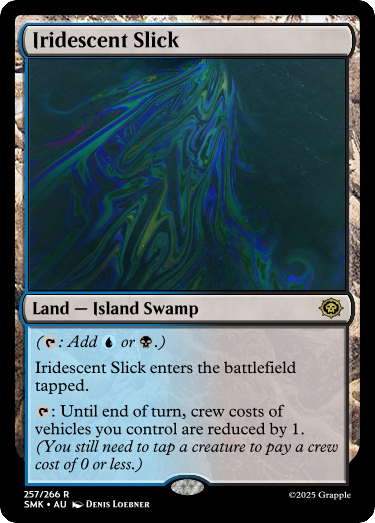 Iridescent Slick
Land — Island Swamp
(: Add or .)
Iridescent Slick enters the battlefield
tapped.
: Until end of turn, crew costs of
vehicles you control are reduced by 1.
(You still need to tap a creature to pay a crew
cost of 0 or less.)
257/266 R
SMK • AU Denis Loebner
©2025 Grapple